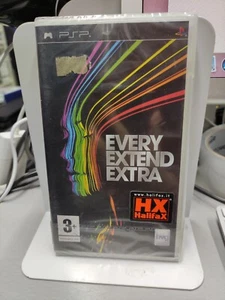 PSP
EVERY
EXTEND
EXTRA
www.halifax.it
HX
HalifaX
3+